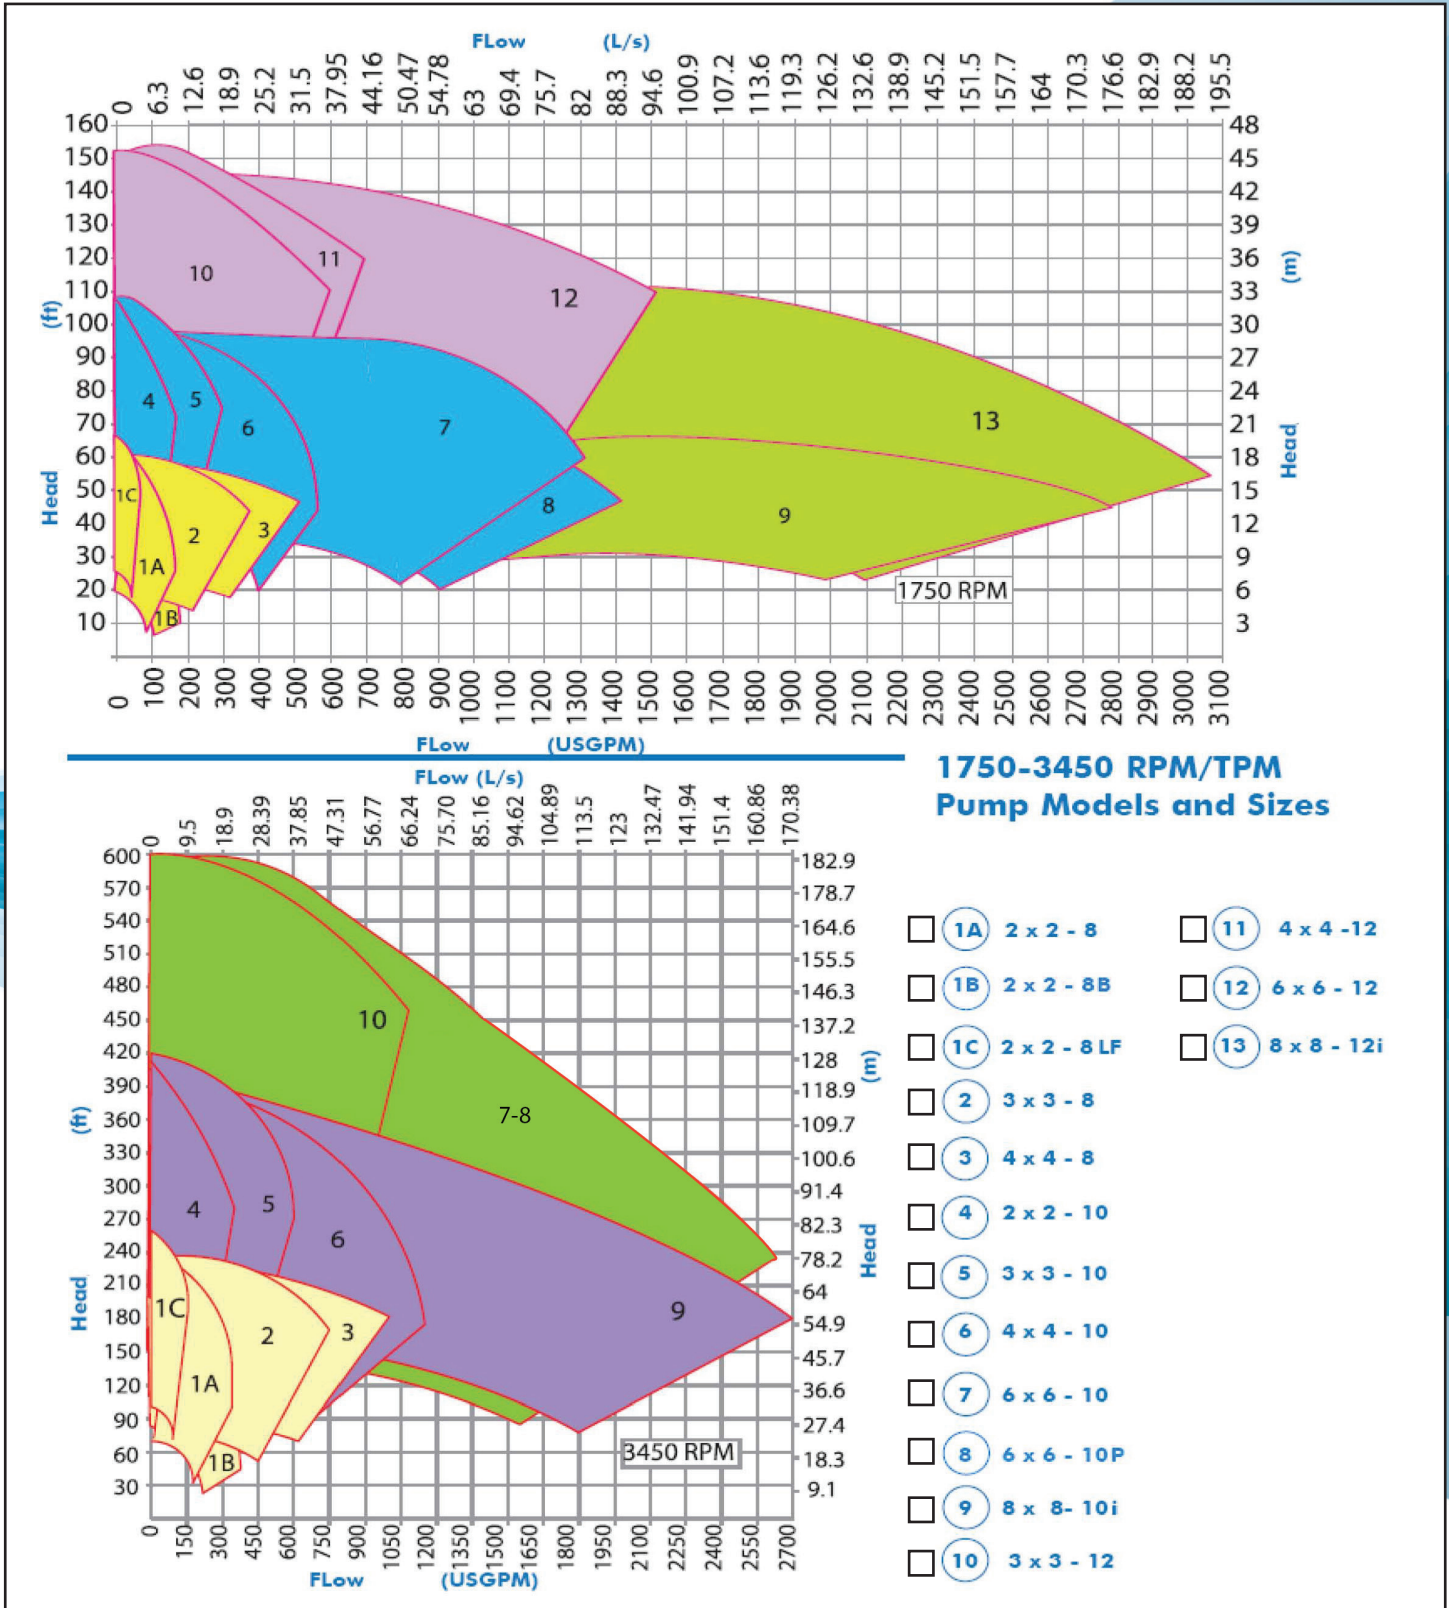 FLow (L/s)
0 6.3 12.6 18.9 25.2 31.5 37.95 44.16 50.47 54.78 63 69.4 75.7 82 88.3 94.6 100.9 107.2 113.6 119.3 126.2 132.6 138.9 145.2 151.5 157.7 164 170.3 176.6 182.9 188.2 195.5
160 48
150 45
140 42
130 39
120 36
110 33
100 30
90 27
80 24
70 21
60 18
50 15
40 12
30 9
20 6
10 3
Head (ft)
Head (m)
10 11 12 13
4 5 6 7 8 9
1C 1A 2 3 1B
1750 RPM
0 100 200 300 400 500 600 700 800 900 1000 1100 1200 1300 1400 1500 1600 1700 1800 1900 2000 2100 2200 2300 2400 2500 2600 2700 2800 2900 3000 3100
FLow (USGPM)
FLow (L/s)
0 9.5 18.9 28.39 37.85 47.31 56.77 66.24 75.70 85.16 94.62 104.89 113.5 123 132.47 141.94 151.4 160.86 170.38
600 182.9
570 178.7
540 164.6
510 155.5
480 146.3
450 137.2
420 128
390 118.9
360 109.7
330 100.6
300 91.4
270 82.3
240 78.2
210 64
180 54.9
150 45.7
120 36.6
90 27.4
60 18.3
30 9.1
Head (ft)
Head (m)
10 7-8
4 5 6 9
1C 2 3
1A 1B
3450 RPM
0 150 300 450 600 750 900 1050 1200 1350 1500 1650 1800 1950 2100 2250 2400 2550 2700
FLow (USGPM)
1750-3450 RPM/TPM
Pump Models and Sizes
1A 2 x 2 - 8
1B 2 x 2 - 8B
1C 2 x 2 - 8 LF
2 3 x 3 - 8
3 4 x 4 - 8
4 2 x 2 - 10
5 3 x 3 - 10
6 4 x 4 - 10
7 6 x 6 - 10
8 6 x 6 - 10P
9 8 x 8- 10i
10 3 x 3 - 12
11 4 x 4 -12
12 6 x 6 - 12
13 8 x 8 - 12i